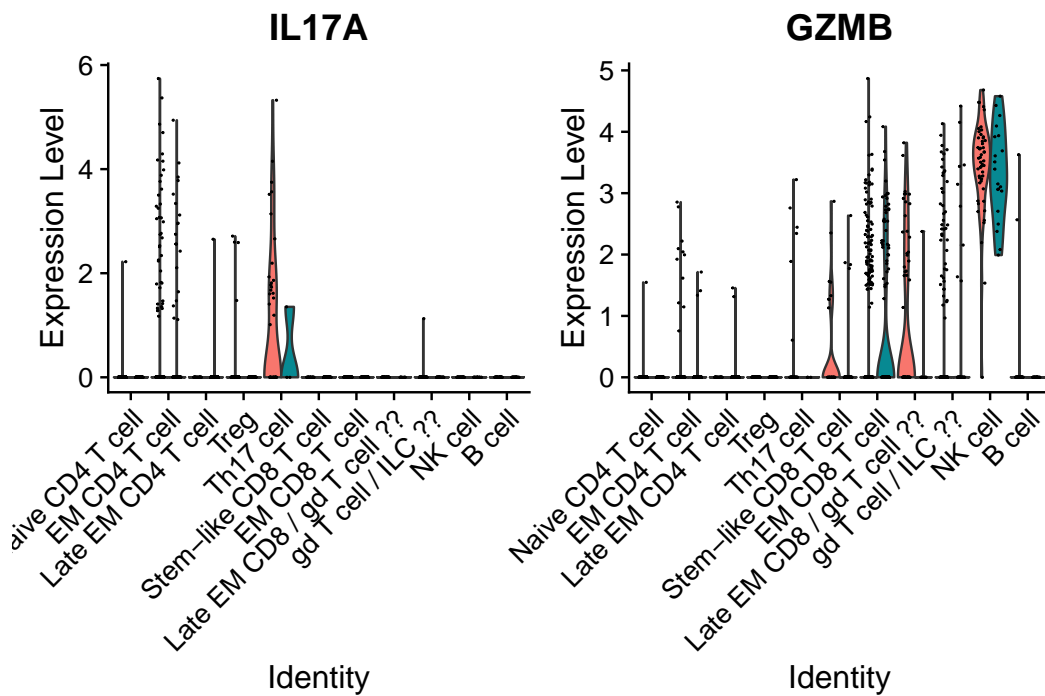 IL17A
Expression Level
6
4
2
0
aive CD4 T cell
EM CD4 T cell
Late EM CD4 T cell
Treg
Th17 cell
Stem−like CD8 T cell
EM CD8 T cell
Late EM CD8 / gd T cell ??
gd T cell / ILC ??
NK cell
B cell
Identity
GZMB
Expression Level
5
4
3
2
1
0
Naive CD4 T cell
EM CD4 T cell
Late EM CD4 T cell
Treg
Th17 cell
Stem−like CD8 T cell
EM CD8 T cell
Late EM CD8 / gd T cell ??
gd T cell / ILC ??
NK cell
B cell
Identity